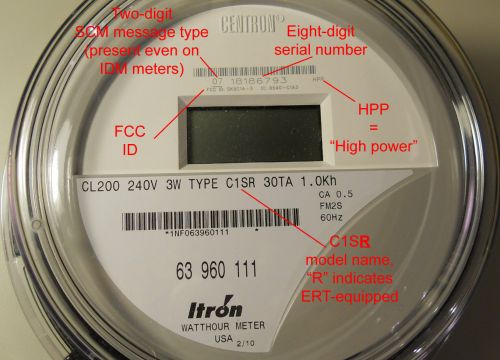 Two-digit
SCM message type
(present even on
IDM meters)
CENTRON®
Eight-digit
serial number
07 18186793 HPP
FCC
ID
HPP
=
"High power"
CL200 240V 3W TYPE C1SR 30TA 1.0Kh
CA 0.5
FM2S
60Hz
*1NF063960111 *
63 960 111
C1SR
model name,
"R" indicates
ERT-equipped
Itrón
WATTHOUR METER
USA 2/10